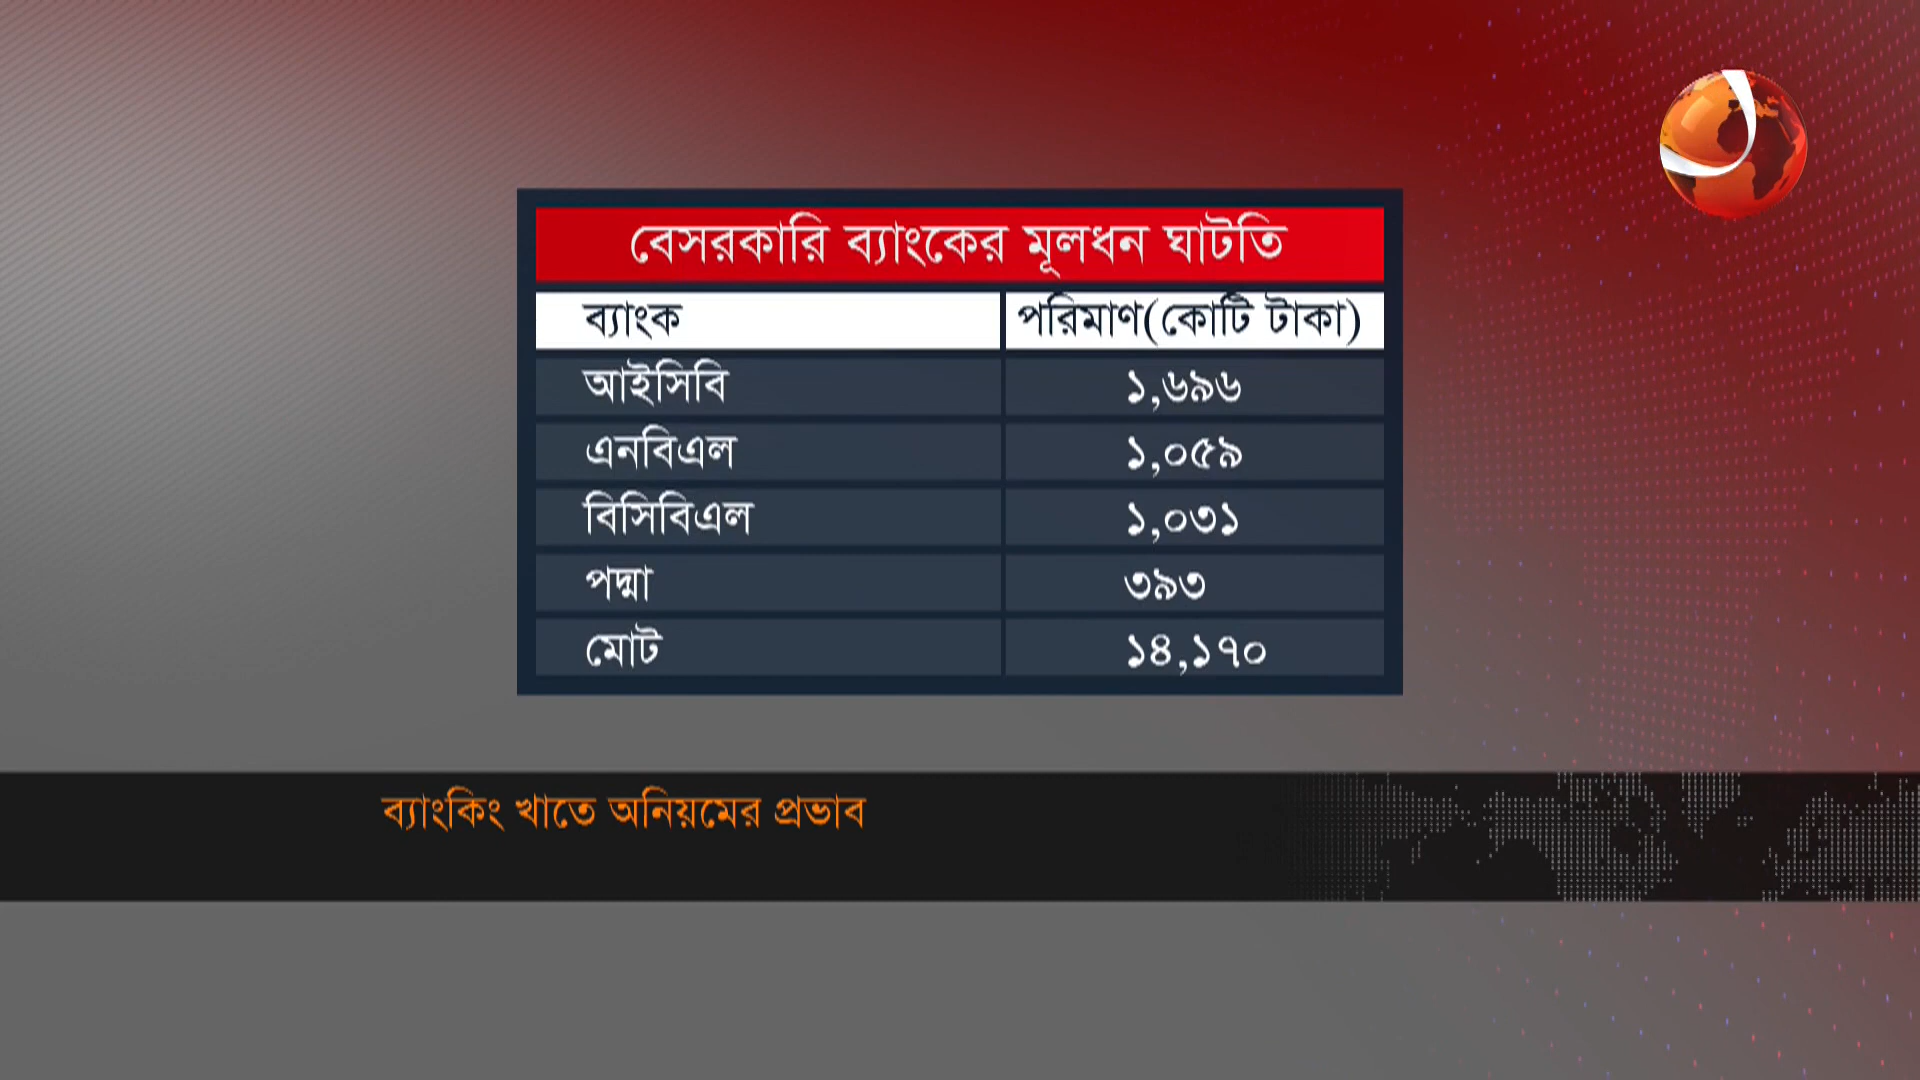 বেসরকারি ব্যাংকের মূলধন ঘাটতি
ব্যাংক পরিমাণ(কোটি টাকা)
আইসিবি ১,৬৯৬
এনবিএল ১,০৫৯
বিসিবিএল ১,০৩১
পদ্মা ৩৯৩
মোট ১৪,১৭০
ব্যাংকিং খাতে অনিয়মের প্রভাব